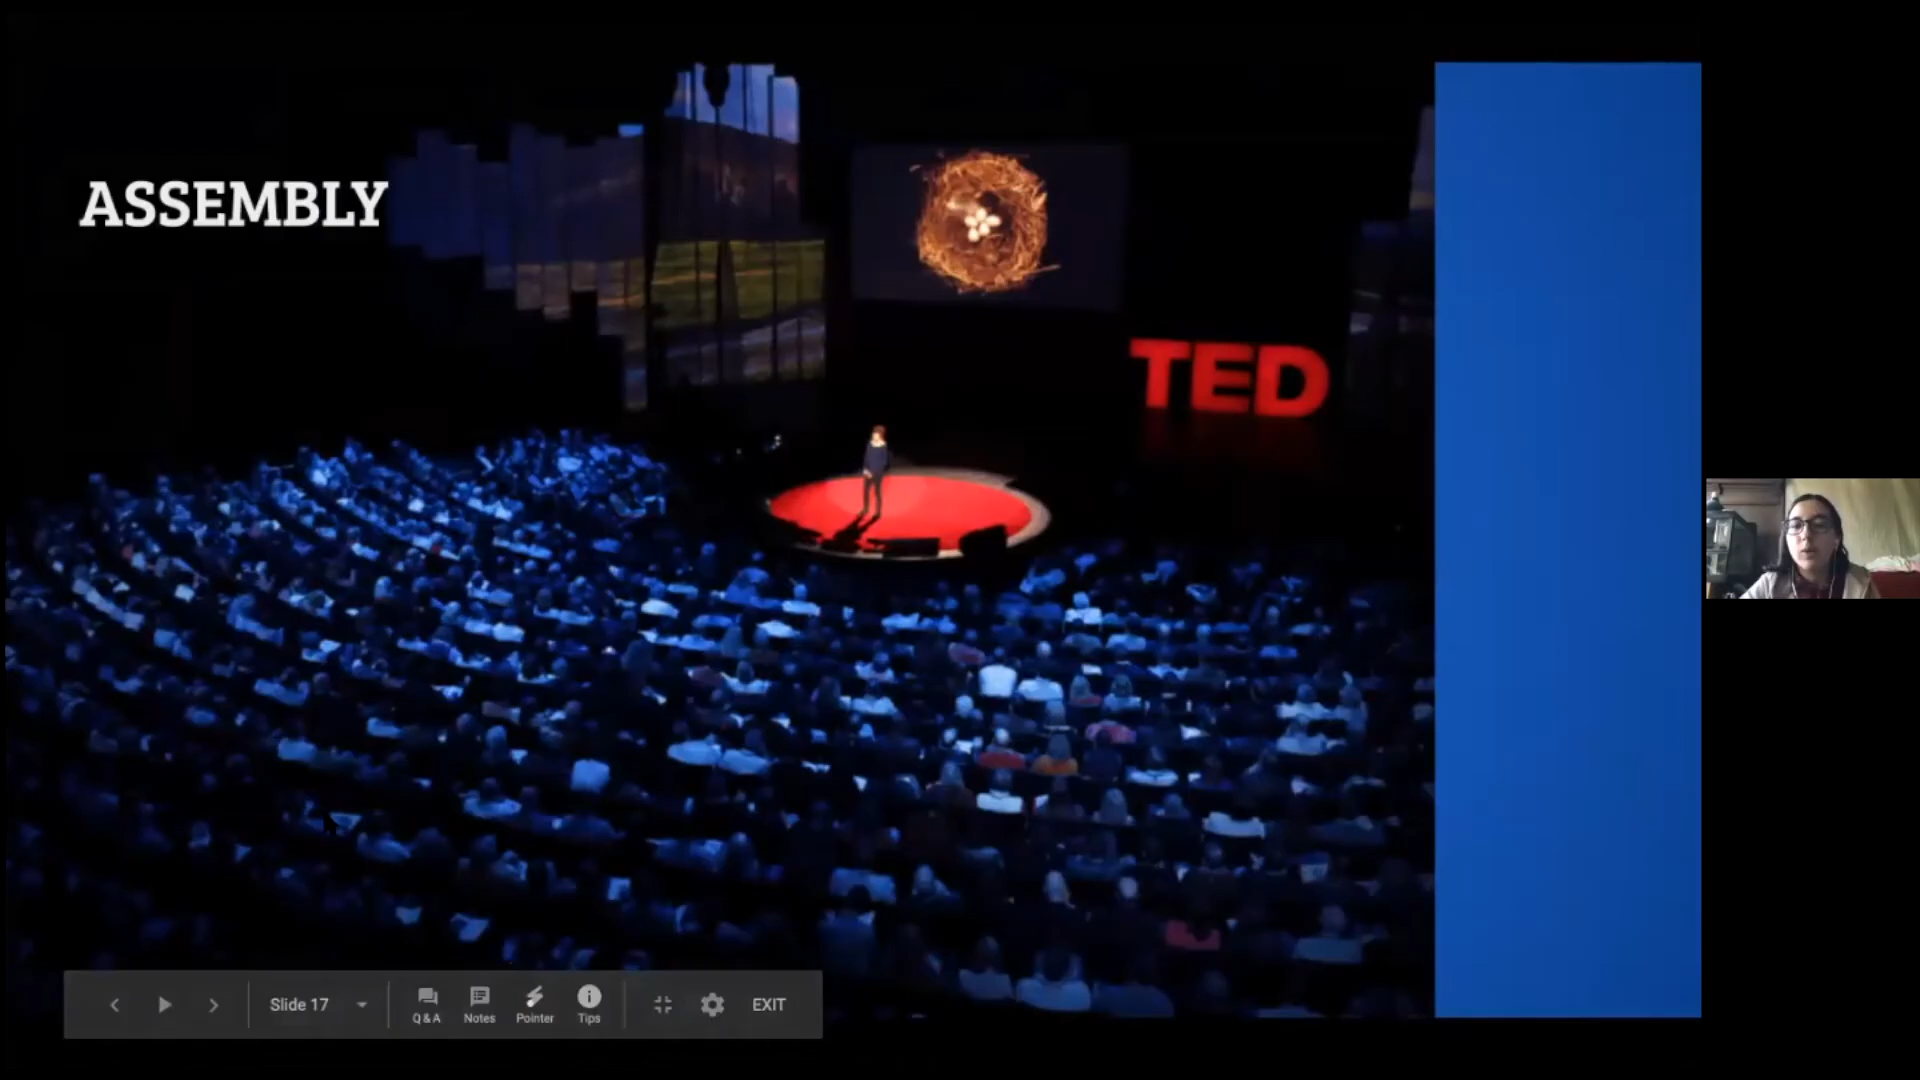 ASSEMBLY
TED
Slide 17
Q&A
Notes
Pointer
Tips
EXIT